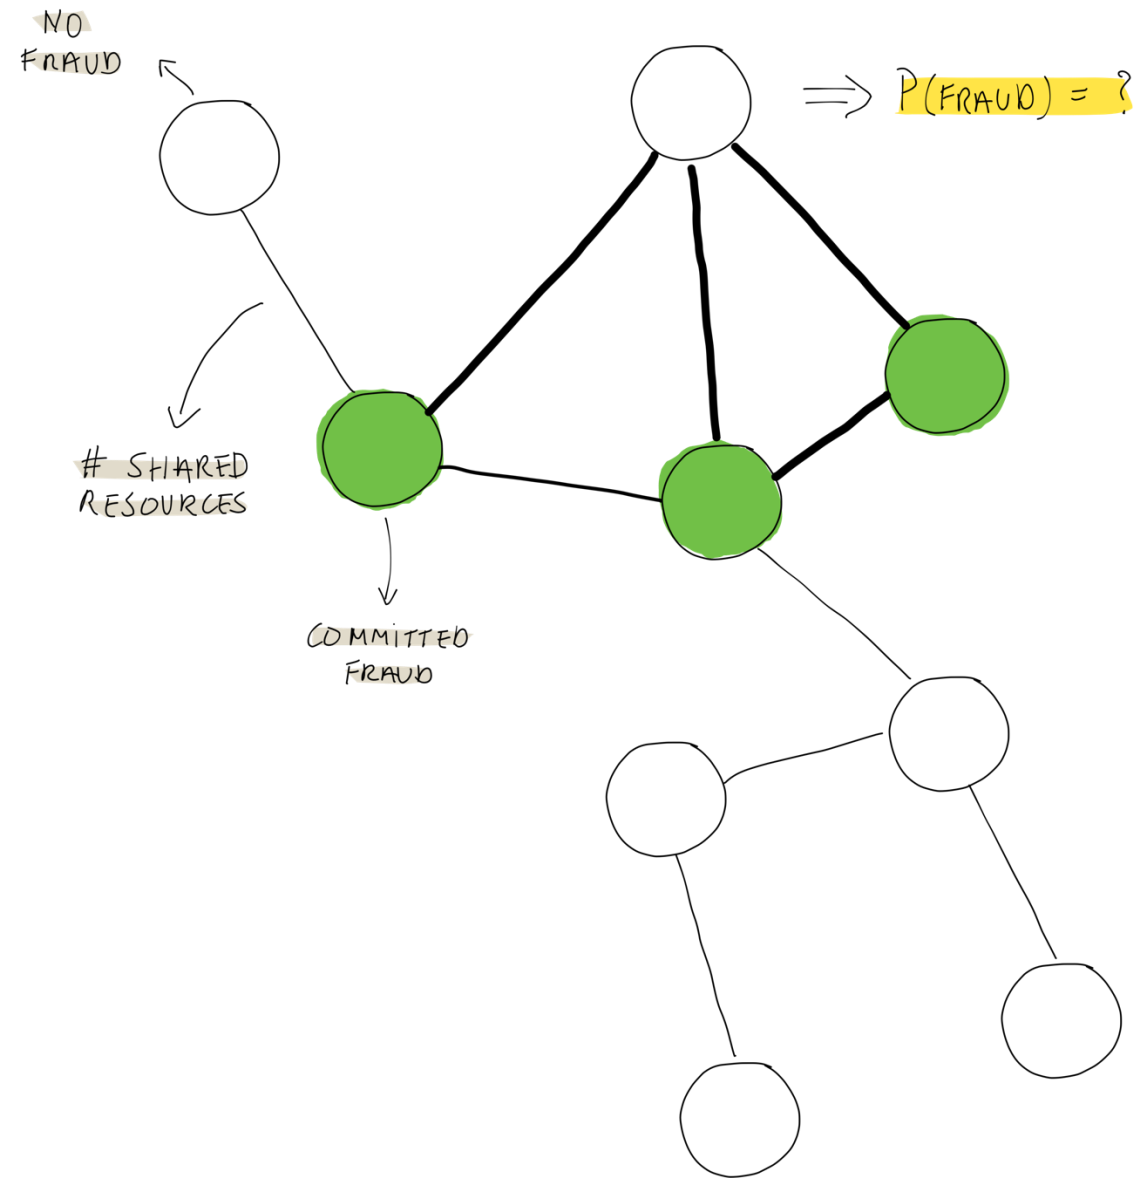 NO
FRAUD
P(FRAUD) = ?
# SHARED
RESOURCES
COMMITTED
FRAUD